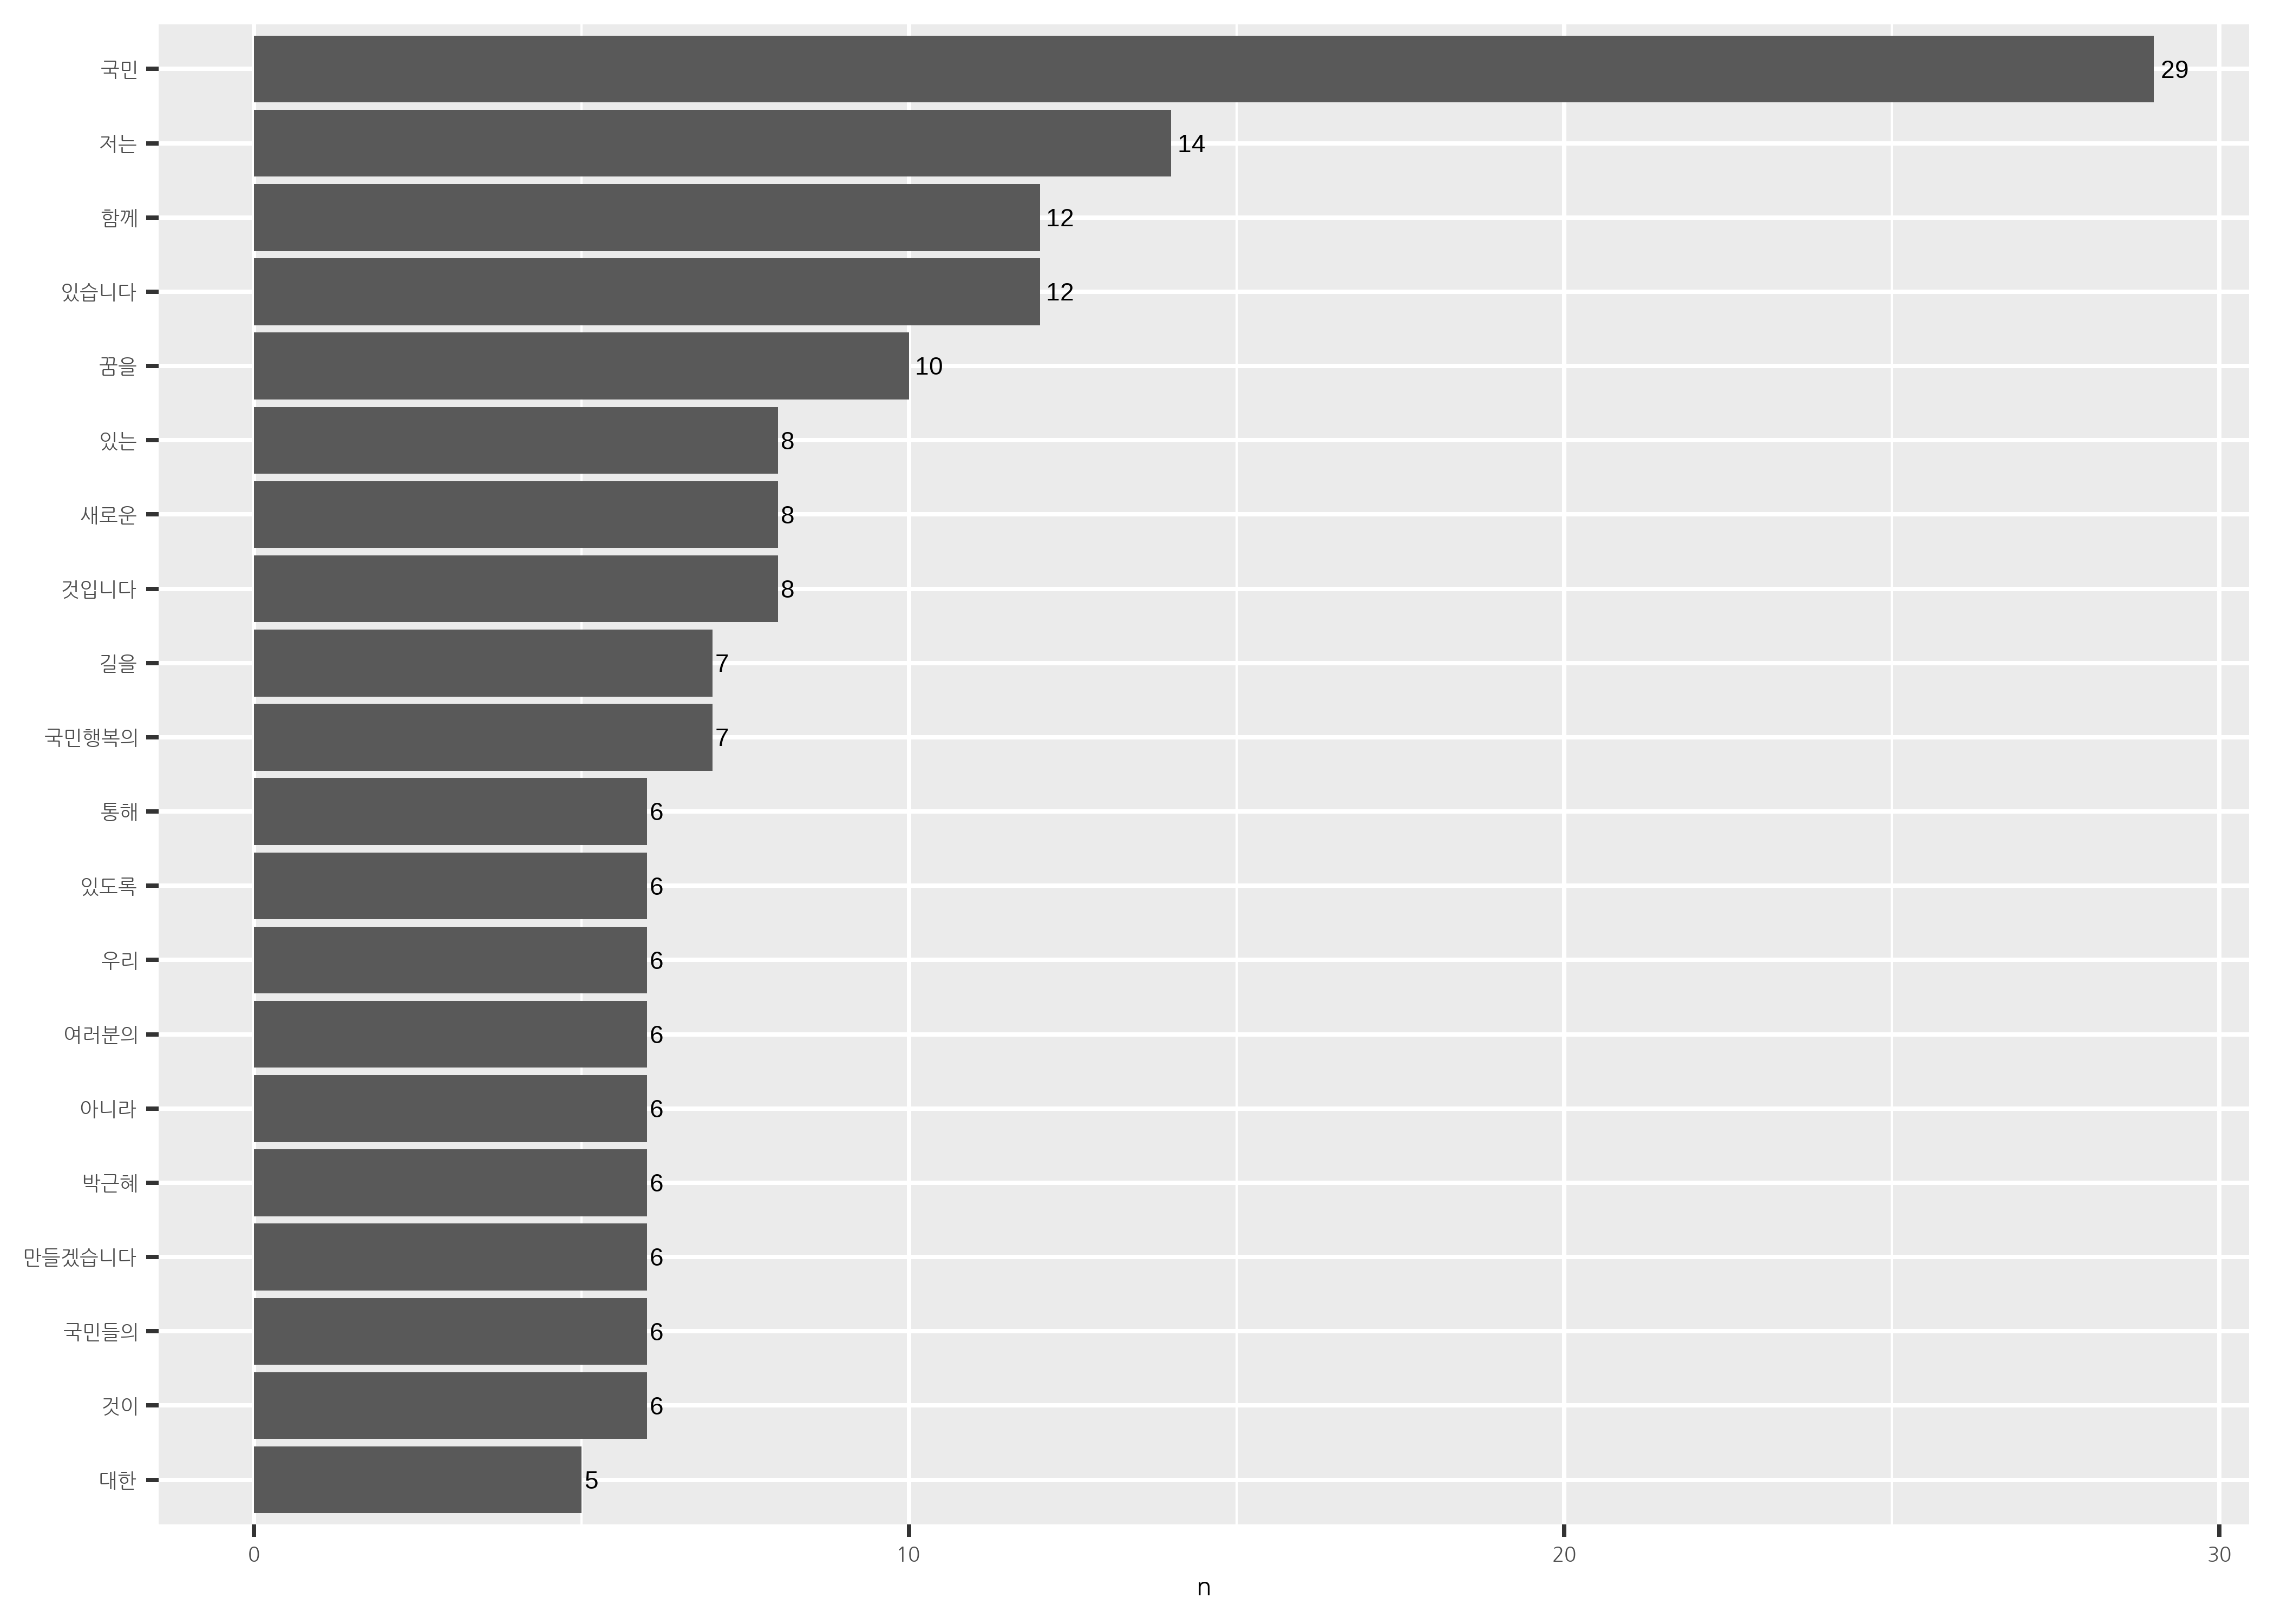 국민 29
저는 14
함께 12
있습니다 12
꿈을 10
있는 8
새로운 8
것입니다 8
길을 7
국민행복의 7
통해 6
있도록 6
우리 6
여러분의 6
아니라 6
박근혜 6
만들겠습니다 6
국민들의 6
것이 6
대한 5
0 10 20 30
n